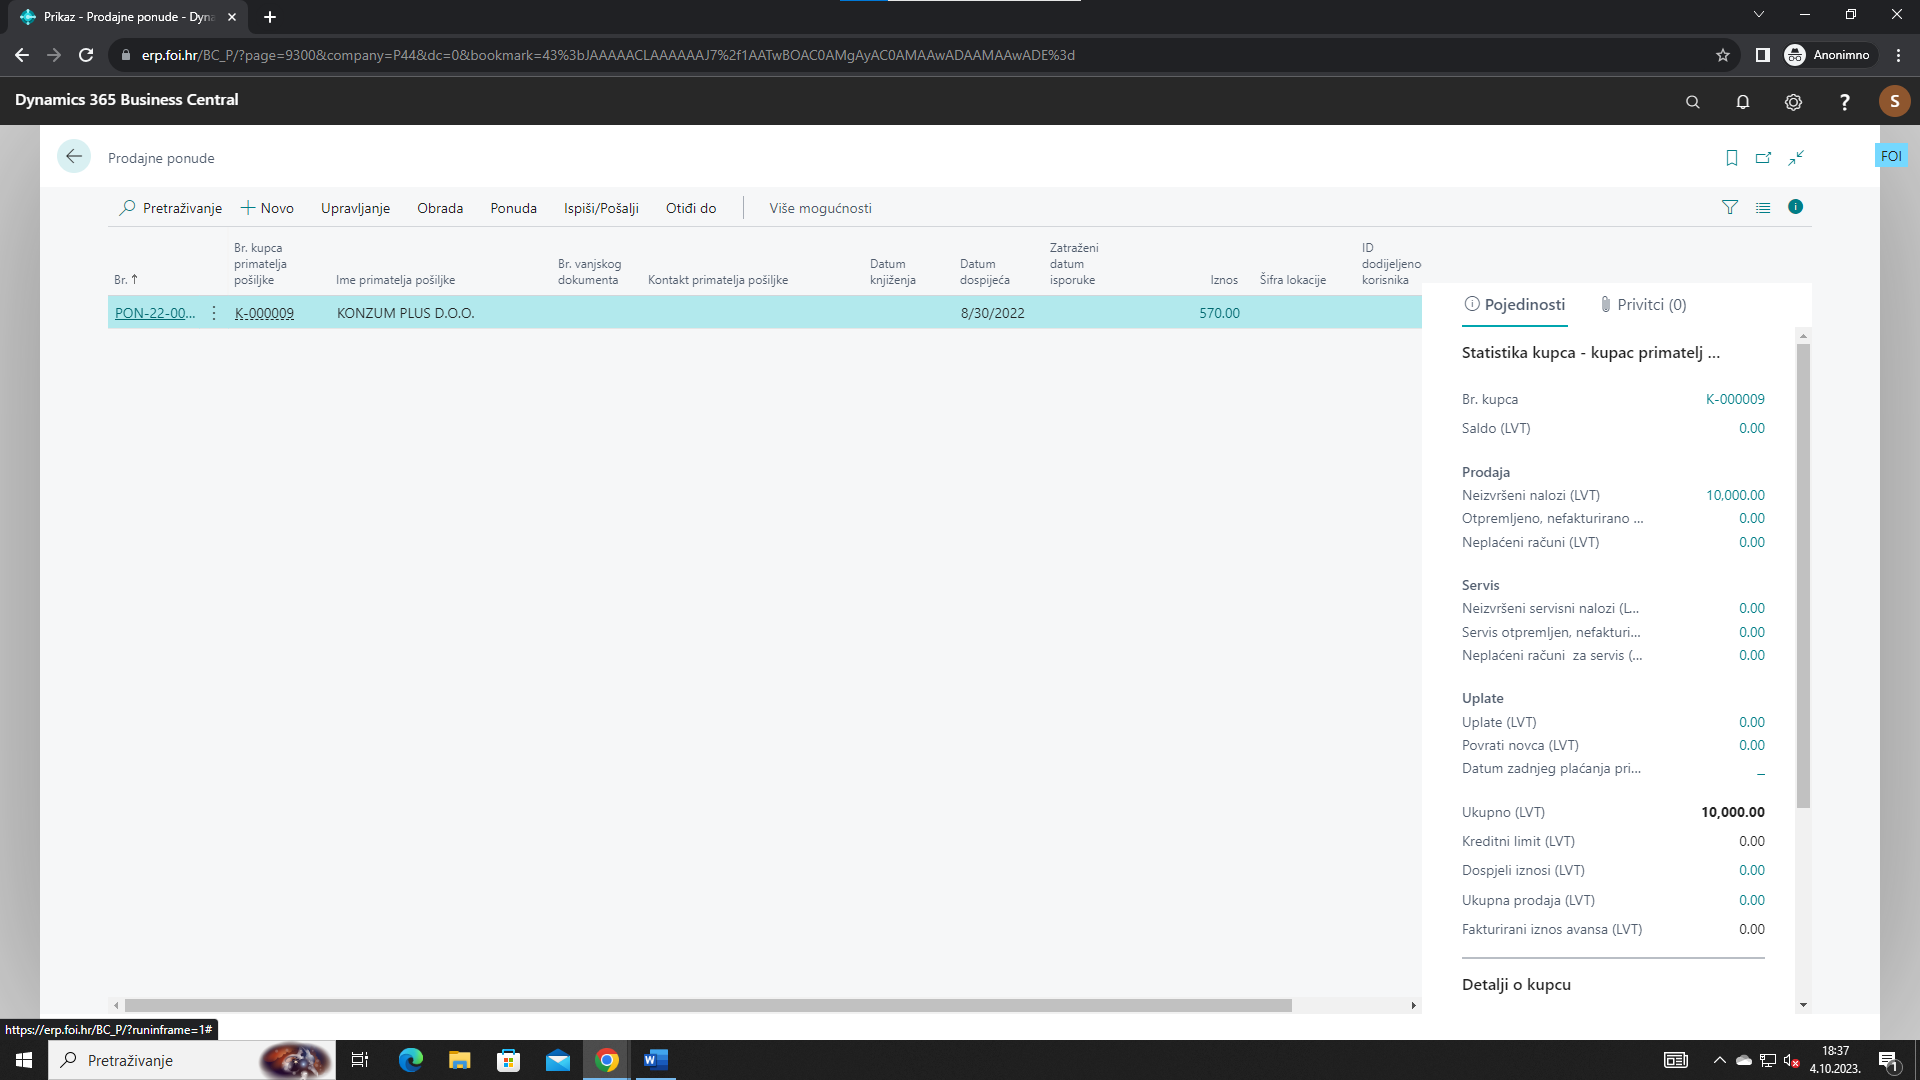 Prikaz - Prodajne ponude - Dyna
erp.foi.hr/BC_P/?page=9300&company=P44&dc=0&bookmark=43%3bJAAAAACLAAAAAAJ7%2f1AATwBOAC0AMgAyAC0AMAAwADAAMAAwADE%3d
Anonimno
Dynamics 365 Business Central
?
S
Prodajne ponude
FOI
Pretraživanje Novo Upravljanje Obrada Ponuda Ispiši/Pošalji Otiđi do Više mogućnosti
Br. ↑
Br. kupca
primatelja
pošiljke
Ime primatelja pošiljke
Br. vanjskog
dokumenta
Kontakt primatelja pošiljke
Datum
knjiženja
Datum
dospijeća
Zatraženi
datum
isporuke
Iznos
Šifra lokacije
ID
dodijeljeno
korisnika
PON-22-00... K-000009 KONZUM PLUS D.O.O. 8/30/2022 570.00
Pojedinosti Privitci (0)
Statistika kupca - kupac primatelj ...
Br. kupca K-000009
Saldo (LVT) 0.00
Prodaja
Neizvršeni nalozi (LVT) 10,000.00
Otpremljeno, nefakturirano ... 0.00
Neplaćeni računi (LVT) 0.00
Servis
Neizvršeni servisni nalozi (L... 0.00
Servis otpremljen, nefakturi... 0.00
Neplaćeni računi za servis (... 0.00
Uplate
Uplate (LVT) 0.00
Povrati novca (LVT) 0.00
Datum zadnjeg plaćanja pri... _
Ukupno (LVT) 10,000.00
Kreditni limit (LVT) 0.00
Dospjeli iznosi (LVT) 0.00
Ukupna prodaja (LVT) 0.00
Fakturirani iznos avansa (LVT) 0.00
Detalji o kupcu
https://erp.foi.hr/BC_P/?runinframe=1#
Pretraživanje
18:37
4.10.2023.
1